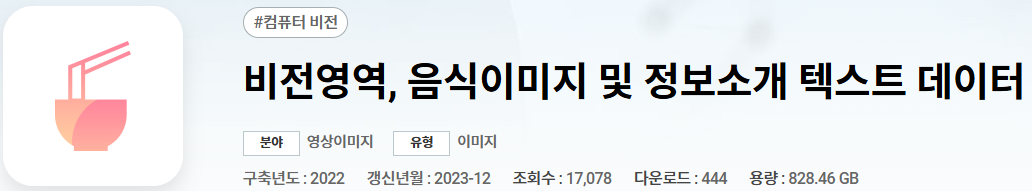 #컴퓨터 비전
비전영역, 음식이미지 및 정보소개 텍스트 데이터
분야 영상이미지 유형 이미지
구축년도 : 2022 갱신년월 : 2023-12 조회수 : 17,078 다운로드 : 444 용량 : 828.46 GB